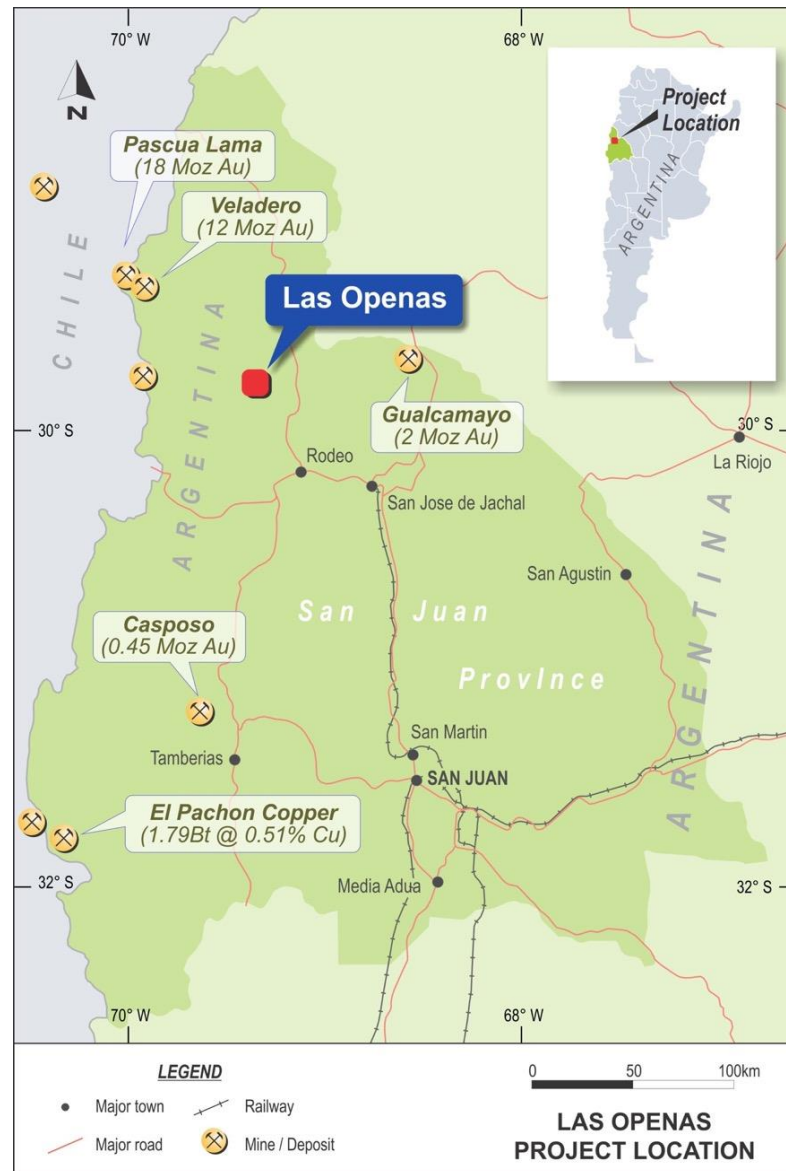 70° W
68° W
N
Project
Location
ARGENTINA
Pascua Lama
(18 Moz Au)
Veladero
(12 Moz Au)
CHILE
Las Openas
ARGENTINA
Gualcamayo
(2 Moz Au)
30° S
30° S
La Riojo
Rodeo
San Jose de Jachal
San Agustin
ARGENTINA
San Juan
Province
Casposo
(0.45 Moz Au)
San Martin
Tamberias
SAN JUAN
El Pachon Copper
(1.79Bt @ 0.51% Cu)
Media Adua
32° S
32° S
70° W
68° W
LEGEND
Major town
Railway
Major road
Mine / Deposit
0 50 100km
LAS OPENAS
PROJECT LOCATION